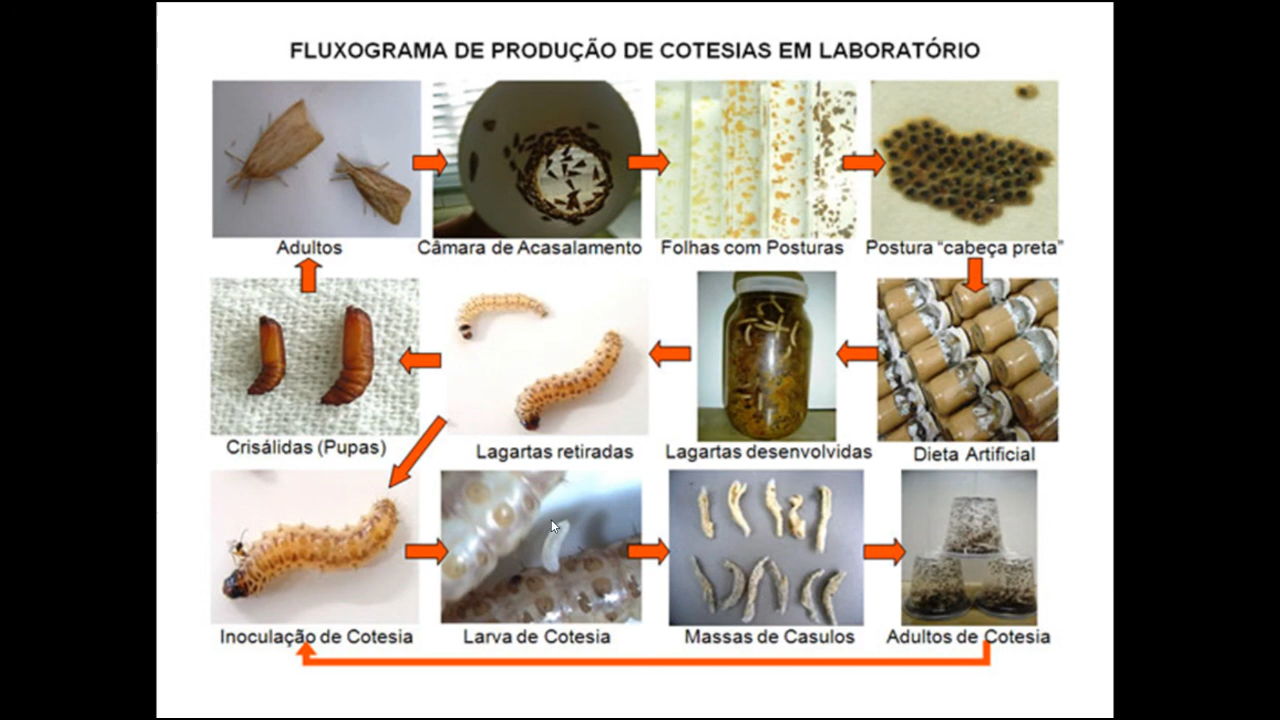 FLUXOGRAMA DE PRODUÇÃO DE COTESIAS EM LABORATÓRIO
Adultos
Câmara de Acasalamento
Folhas com Posturas
Postura “cabeça preta”
Crisálidas (Pupas)
Lagartas retiradas
Lagartas desenvolvidas
Dieta Artificial
Inoculação de Cotesia
Larva de Cotesia
Massas de Casulos
Adultos de Cotesia